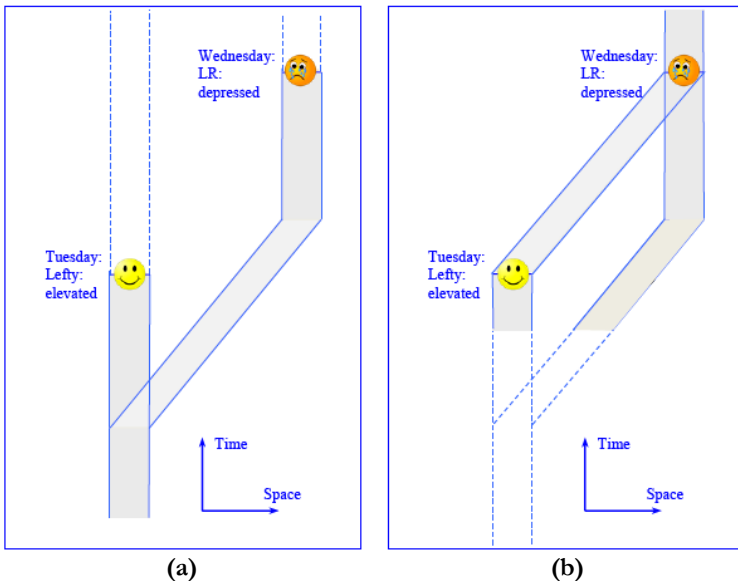 Wednesday:
LR:
depressed
Tuesday:
Lefty:
elevated
Time
Space
(a)
Wednesday:
LR:
depressed
Tuesday:
Lefty:
elevated
Time
Space
(b)